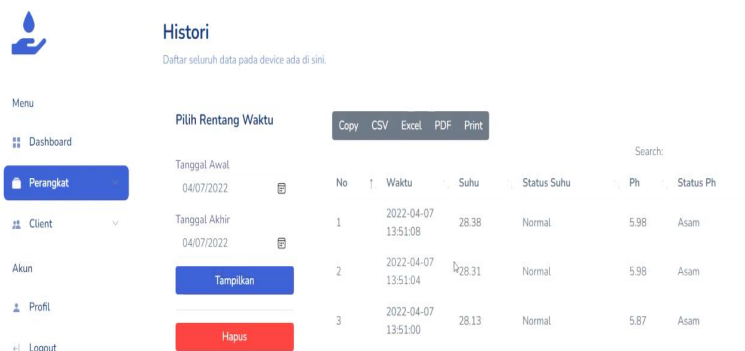 Histori
Daftar seluruh data pada device ada di sini.
Menu
Dashboard
Perangkat
Client
Akun
Profil
Logout
Pilih Rentang Waktu
Tanggal Awal
04/07/2022
Tanggal Akhir
04/07/2022
Tampilkan
Hapus
Copy CSV Excel PDF Print
Search:
No Waktu Suhu Status Suhu Ph Status Ph
1 2022-04-07 13:51:08 28.38 Normal 5.98 Asam
2 2022-04-07 13:51:04 28.31 Normal 5.98 Asam
3 2022-04-07 13:51:00 28.13 Normal 5.87 Asam